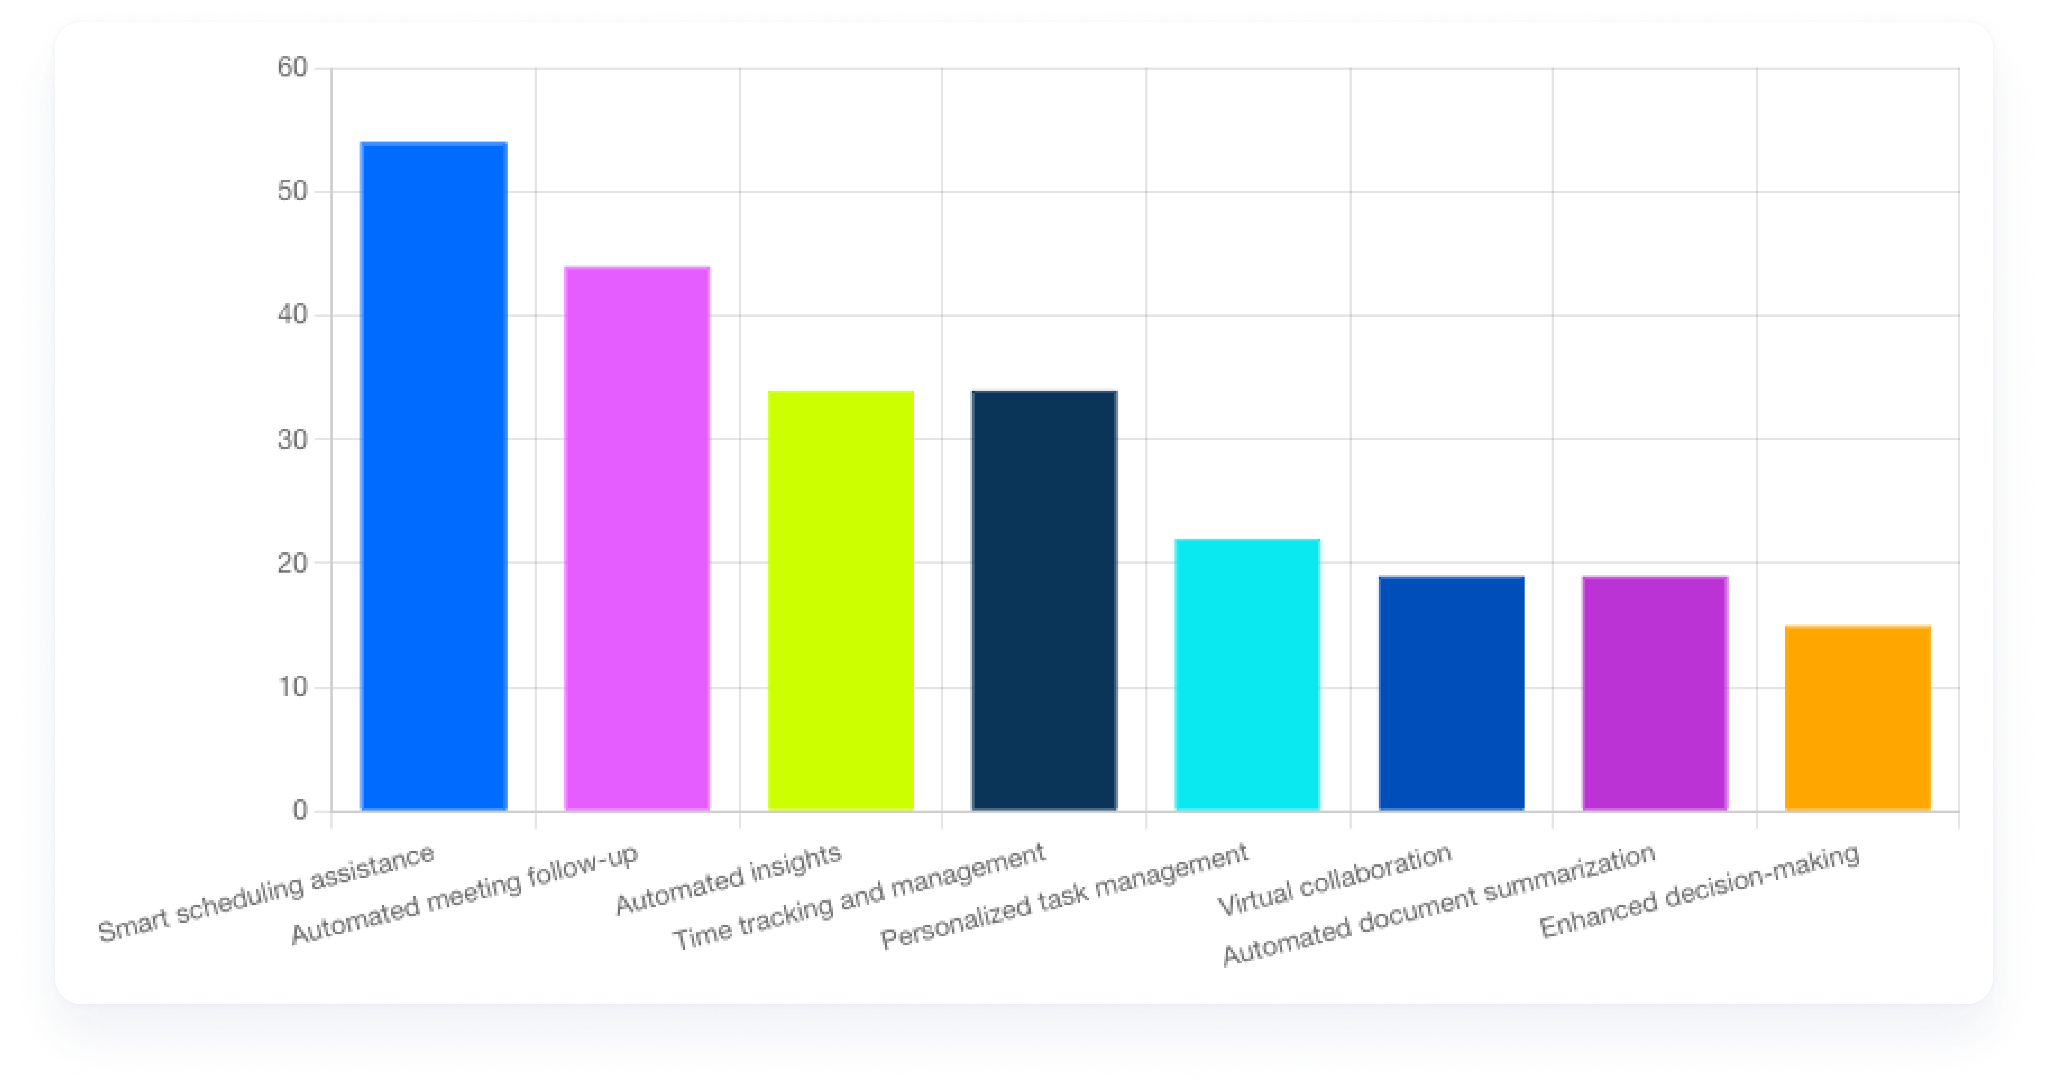 60
50
40
30
20
10
0
Smart scheduling assistance
Automated meeting follow-up
Automated insights
Time tracking and management
Personalized task management
Virtual collaboration
Automated document summarization
Enhanced decision-making